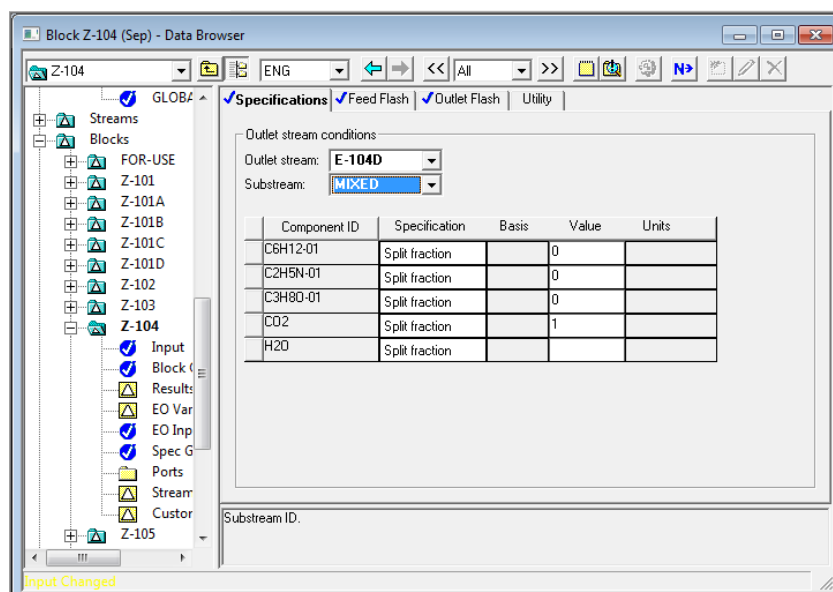 Block Z-104 (Sep) - Data Browser
Z-104 ENG << All >> N
GLOBA
Streams
Blocks
FOR-USE
Z-101
Z-101A
Z-101B
Z-101C
Z-101D
Z-102
Z-103
Z-104
Input
Block
Results
EO Var
EO Inp
Spec G
Ports
Stream
Custor
Z-105
Specifications Feed Flash Outlet Flash Utility
Outlet stream conditions
Outlet stream: E-104D
Substream: MIXED
Component ID Specification Basis Value Units
C6H12-01 Split fraction 0
C2H5N-01 Split fraction 0
C3H8O-01 Split fraction 0
CO2 Split fraction 1
H2O Split fraction
Substream ID.
Input Changed